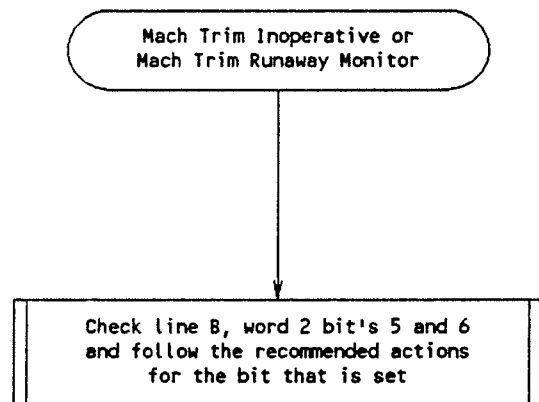 Mach Trim Inoperative or
Mach Trim Runaway Monitor
Check line B, word 2 bit's 5 and 6
and follow the recommended actions
for the bit that is set